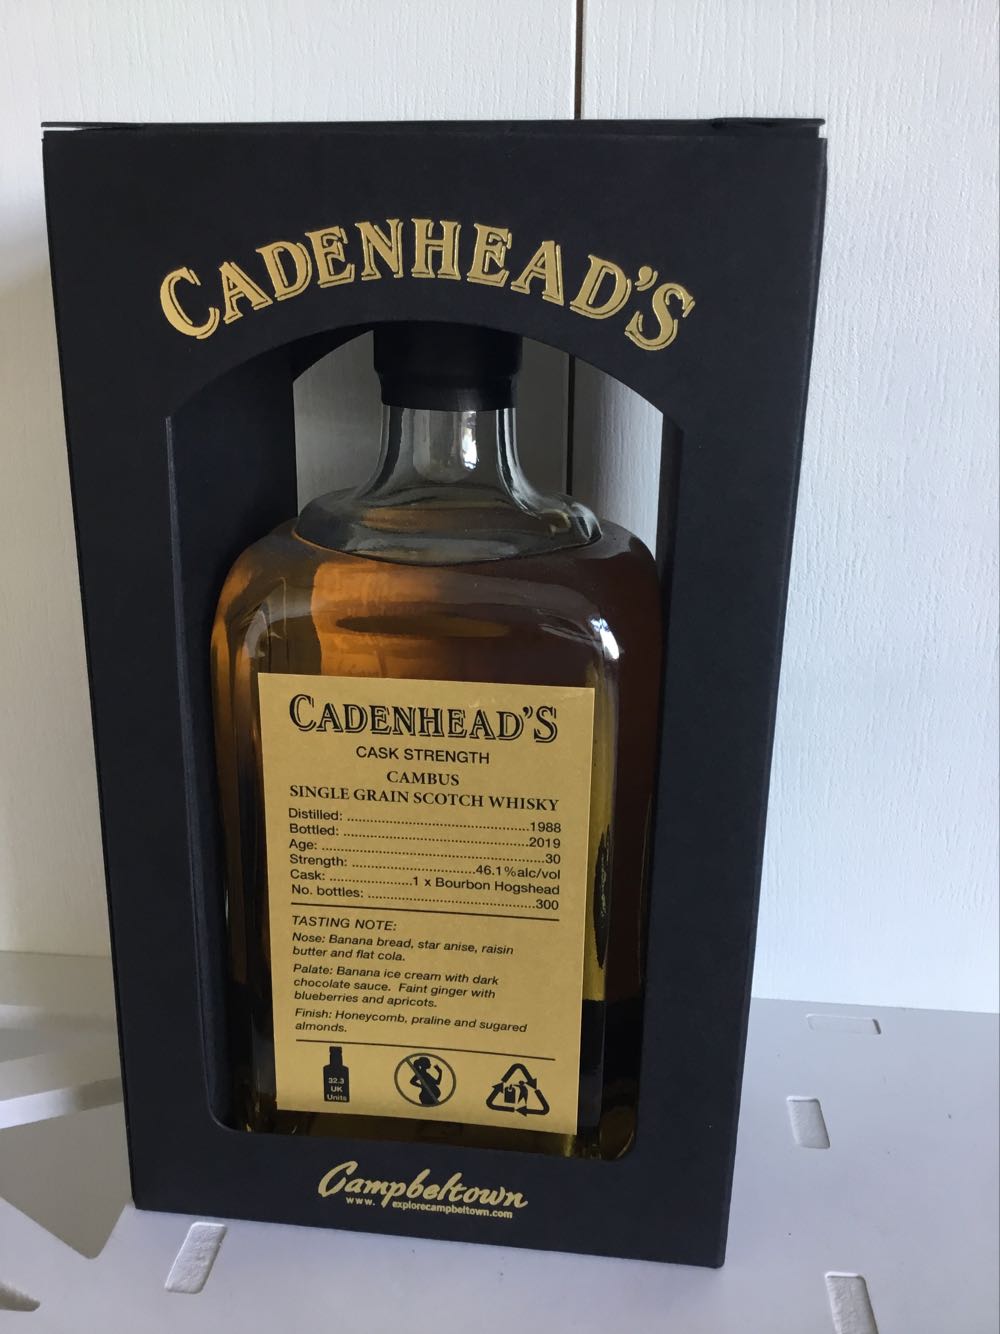 CADENHEAD'S
CADENHEAD'S
CASK STRENGTH
CAMBUS
SINGLE GRAIN SCOTCH WHISKY
Distilled: ..................................................1988
Bottled: ....................................................2019
Age: ..........................................................30
Strength: ..............................46.1%alc/vol
Cask: ....................1 x Bourbon Hogshead
No. bottles: ...............................................300
TASTING NOTE:
Nose: Banana bread, star anise, raisin
butter and flat cola.
Palate: Banana ice cream with dark
chocolate sauce. Faint ginger with
blueberries and apricots.
Finish: Honeycomb, praline and sugared
almonds.
32.3
UK
Units
Campbeltown
www. explorecampbeltown.com